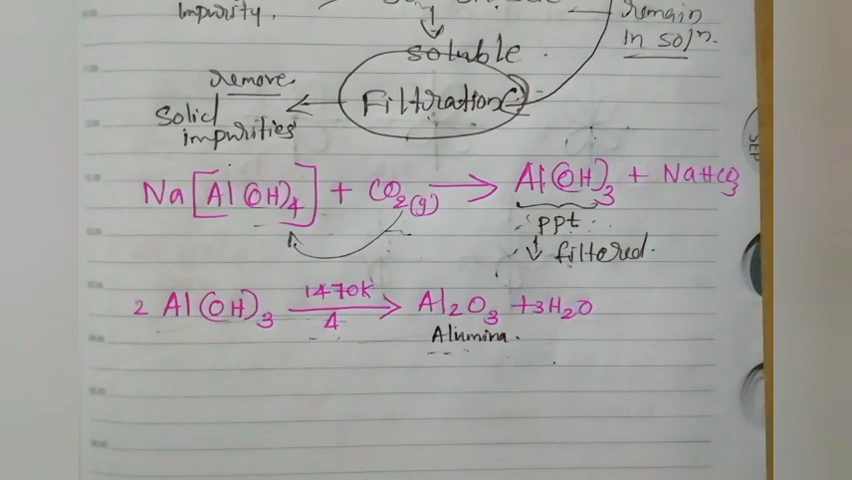 Impurity.
remain
in soln.
soluble
remove
Filtration
Solid
impurities
Na[Al(OH)4] + CO2(g) → Al(OH)3 + NaHCO3
ppt
↓ filtered.
2 Al(OH)3 1470K → Al2O3 + 3H2O
Δ
Alumina.